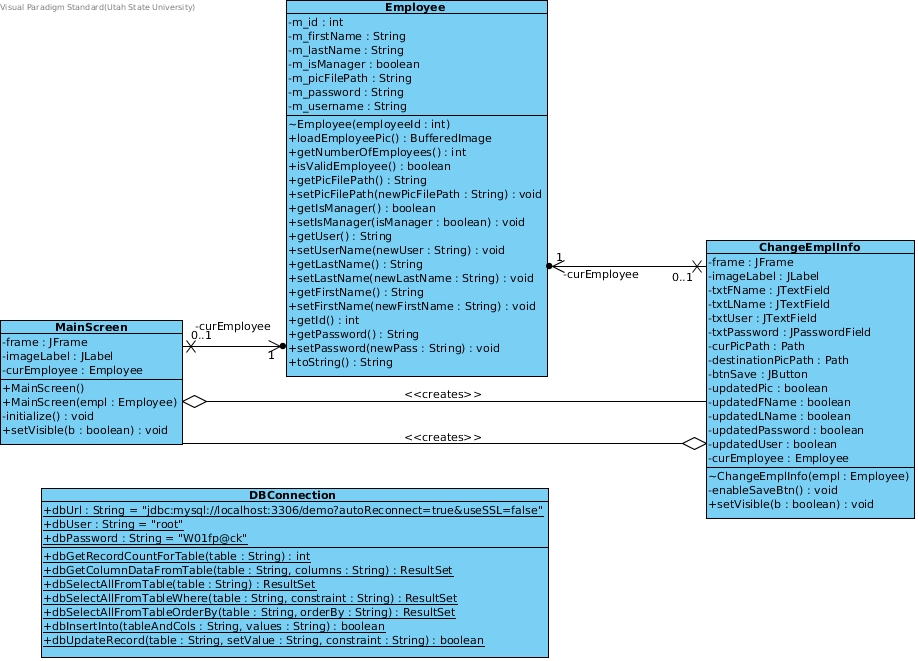 Visual Paradigm Standard(Utah State University)
Employee
-m_id : int
-m_firstName : String
-m_lastName : String
-m_isManager : boolean
-m_picFilePath : String
-m_password : String
-m_username : String
~Employee(employeeId : int)
+loadEmployeePic() : BufferedImage
+getNumberOfEmployees() : int
+isValidEmployee() : boolean
+getPicFilePath() : String
+setPicFilePath(newPicFilePath : String) : void
+getIsManager() : boolean
+setIsManager(isManager : boolean) : void
+getUser() : String
+setUserName(newUser : String) : void
+getLastName() : String
+setLastName(newLastName : String) : void
+getFirstName() : String
+setFirstName(newFirstName : String) : void
+getId() : int
+getPassword() : String
+setPassword(newPass : String) : void
+toString() : String
1
-curEmployee
0..1
ChangeEmplInfo
-frame : JFrame
-imageLabel : JLabel
-txtFName : JTextField
-txtLName : JTextField
-txtUser : JTextField
-txtPassword : JPasswordField
-curPicPath : Path
-destinationPicPath : Path
-btnSave : JButton
-updatedPic : boolean
-updatedFName : boolean
-updatedLName : boolean
-updatedPassword : boolean
-updatedUser : boolean
-curEmployee : Employee
~ChangeEmplInfo(empl : Employee)
-enableSaveBtn() : void
+setVisible(b : boolean) : void
MainScreen
-frame : JFrame
-imageLabel : JLabel
-curEmployee : Employee
+MainScreen()
+MainScreen(empl : Employee)
-initialize() : void
+setVisible(b : boolean) : void
-curEmployee
0..1
1
<<creates>>
<<creates>>
DBConnection
+dbUrl : String = "jdbc:mysql://localhost:3306/demo?autoReconnect=true&useSSL=false"
+dbUser : String = "root"
+dbPassword : String = "W01fp@ck"
+dbGetRecordCountForTable(table : String) : int
+dbGetColumnDataFromTable(table : String, columns : String) : ResultSet
+dbSelectAllFromTable(table : String) : ResultSet
+dbSelectAllFromTableWhere(table : String, constraint : String) : ResultSet
+dbSelectAllFromTableOrderBy(table : String, orderBy : String) : ResultSet
+dbInsertInto(tableAndCols : String, values : String) : boolean
+dbUpdateRecord(table : String, setValue : String, constraint : String) : boolean